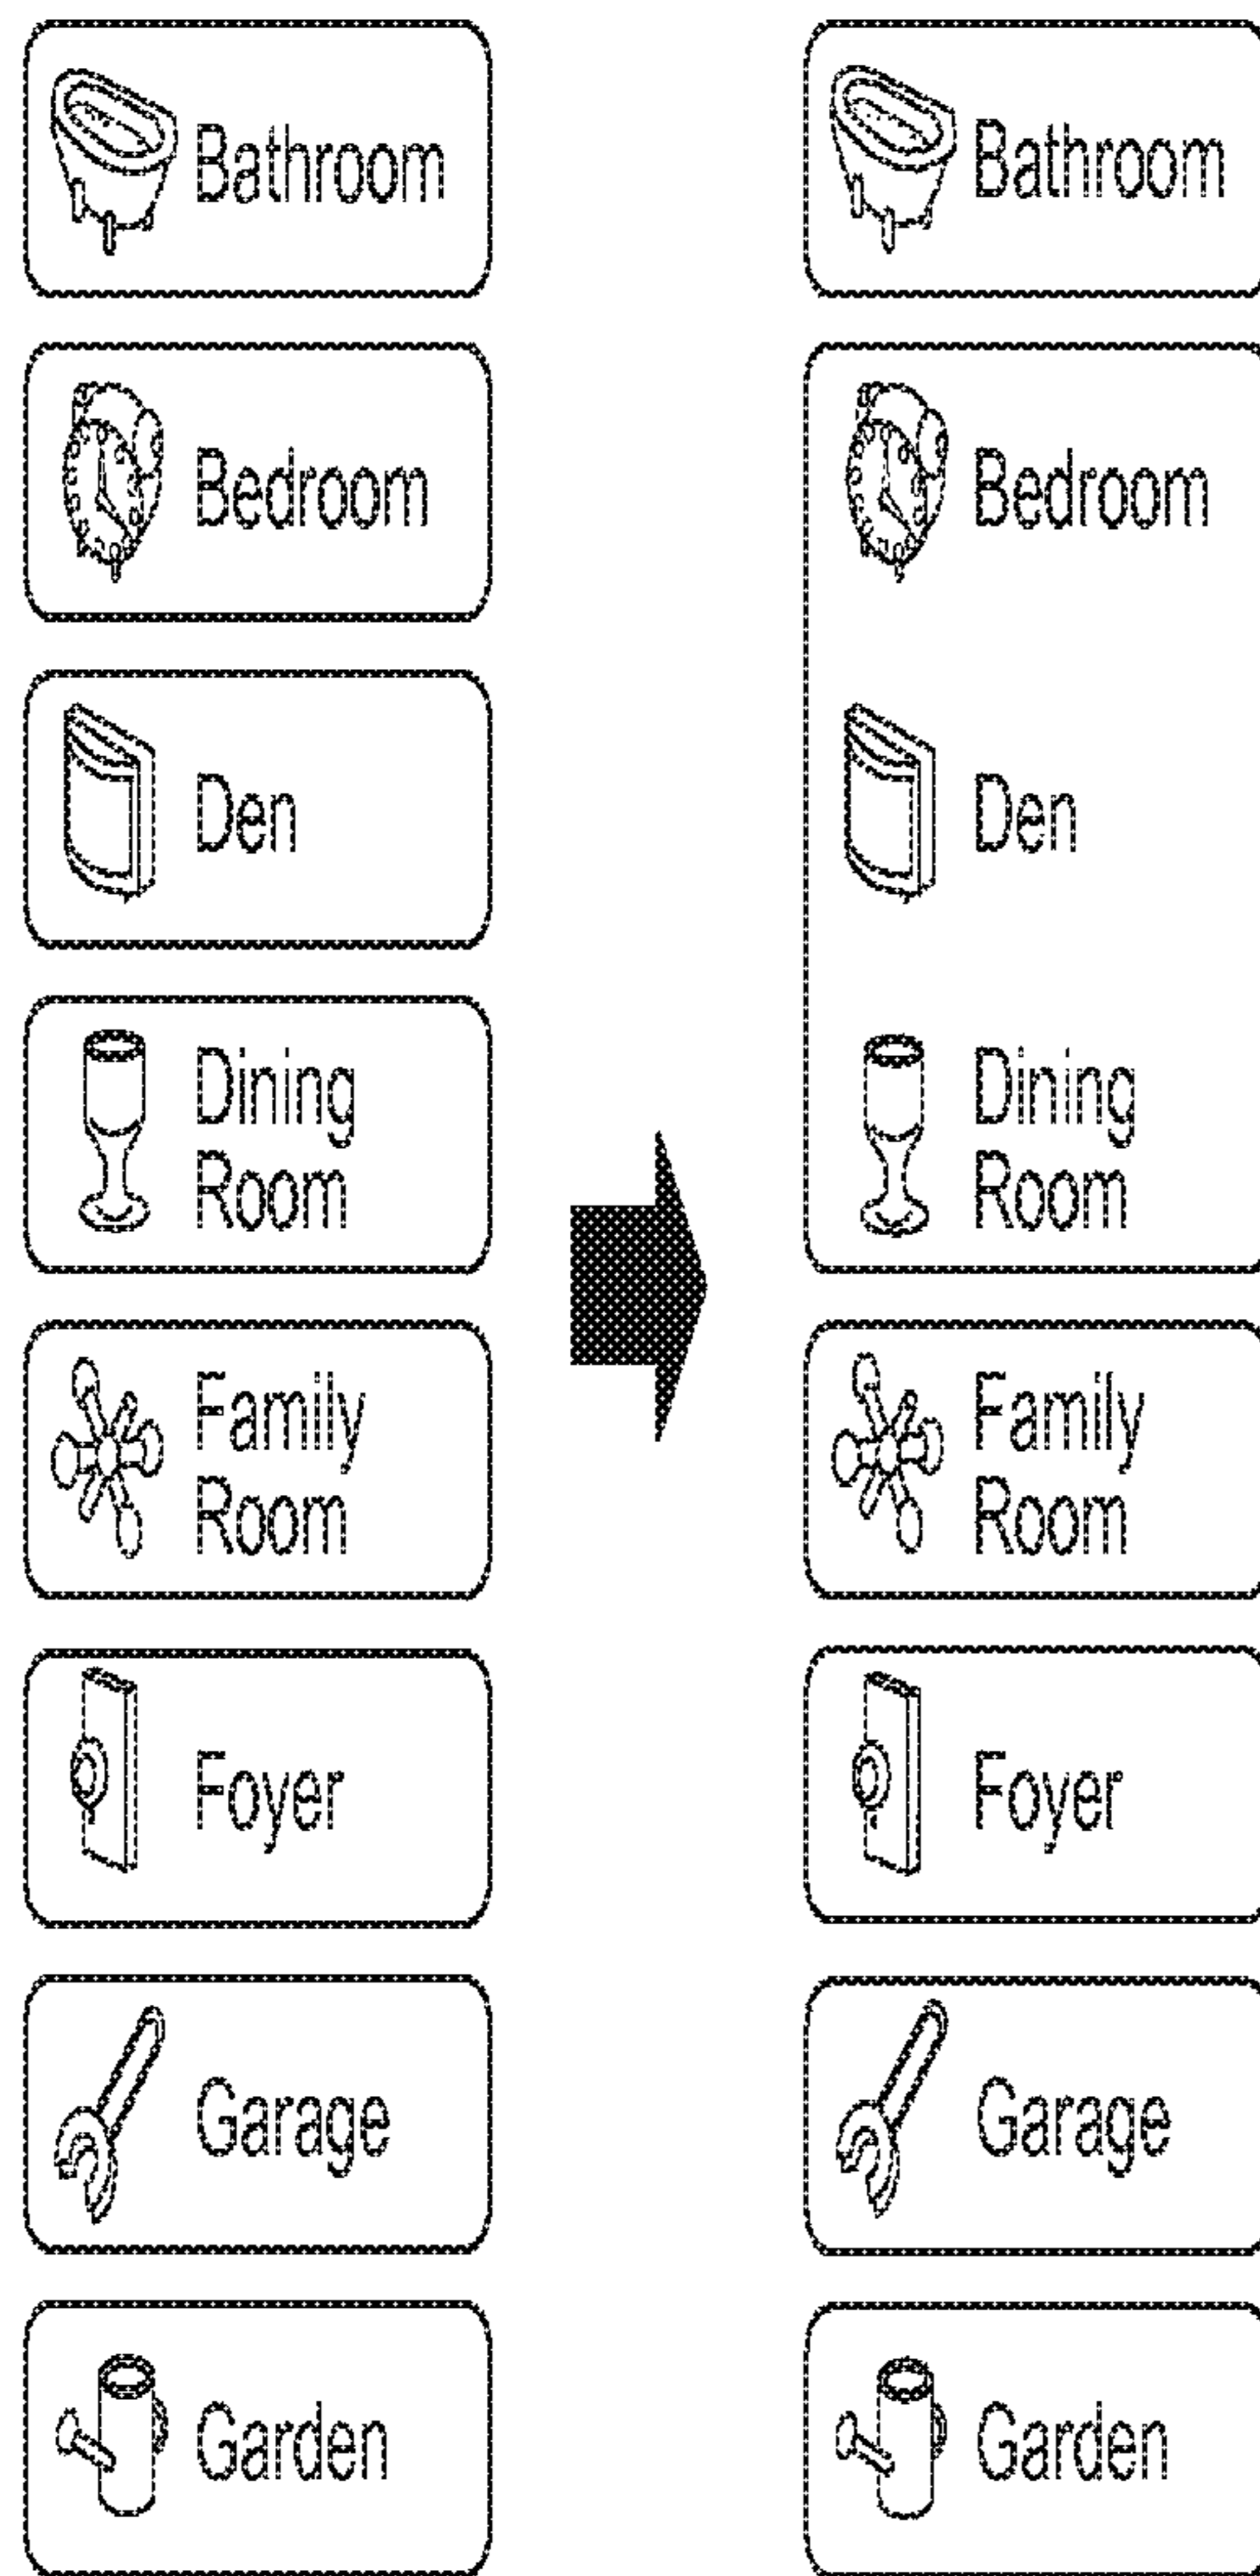 Bathroom
Bedroom
Den
Dining
Room
Family
Room
Foyer
Garage
Garden
Bathroom
Bedroom
Den
Dining
Room
Family
Room
Foyer
Garage
Garden